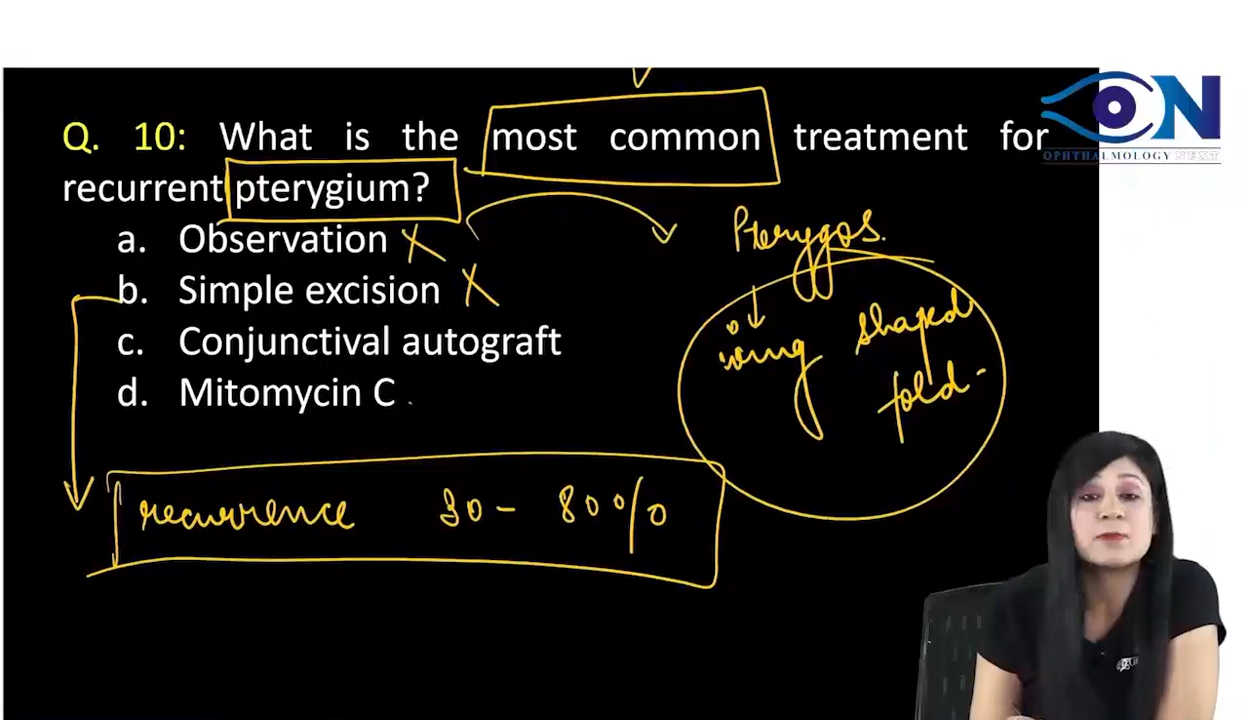 ON
OPHTHALMOLOGY NEXT
Q. 10: What is the most common treatment for
recurrent pterygium?
a. Observation X
b. Simple excision X
c. Conjunctival autograft
d. Mitomycin C
Pterygos.
wing shaped
fold
recurrence 30 - 80%